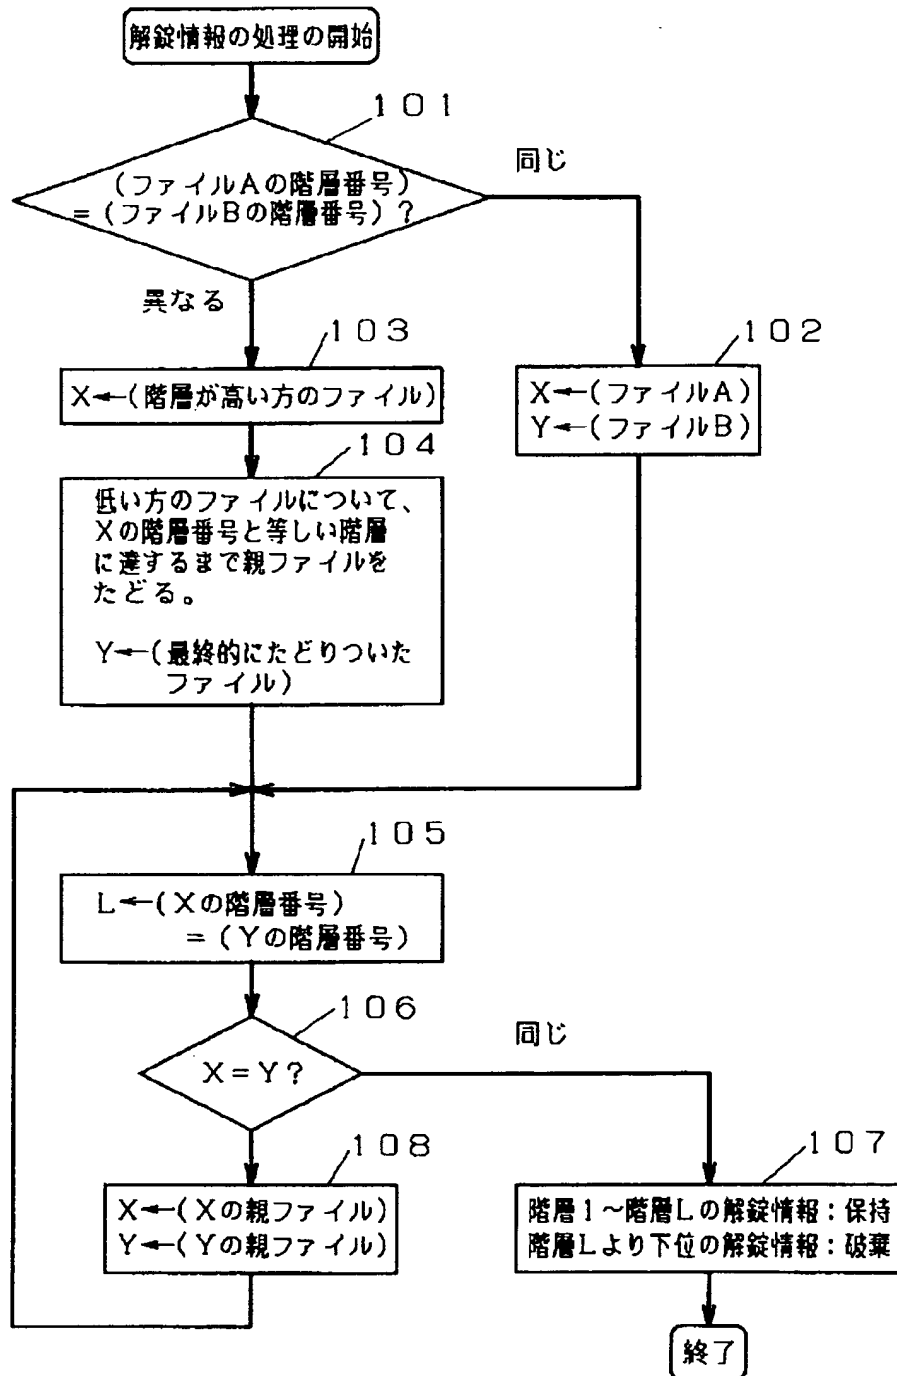 解錠情報の処理の開始
101
(ファイルAの階層番号)
=(ファイルBの階層番号)?
同じ
異なる
103
X←(階層が高い方のファイル)
102
X←(ファイルA)
Y←(ファイルB)
104
低い方のファイルについて、
Xの階層番号と等しい階層
に達するまで親ファイルを
たどる。
Y←(最終的にたどりついた
ファイル)
105
L←(Xの階層番号)
=(Yの階層番号)
106
X=Y?
同じ
108
X←(Xの親ファイル)
Y←(Yの親ファイル)
107
階層1~階層Lの解錠情報:保持
階層Lより下位の解錠情報:破棄
終了